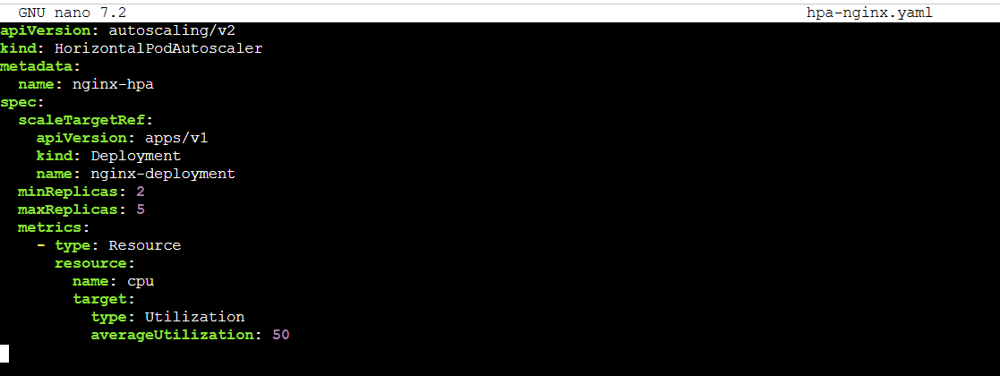 GNU nano 7.2 hpa-nginx.yaml
apiVersion: autoscaling/v2
kind: HorizontalPodAutoscaler
metadata:
  name: nginx-hpa
spec:
  scaleTargetRef:
    apiVersion: apps/v1
    kind: Deployment
    name: nginx-deployment
  minReplicas: 2
  maxReplicas: 5
  metrics:
    - type: Resource
      resource:
        name: cpu
        target:
          type: Utilization
          averageUtilization: 50